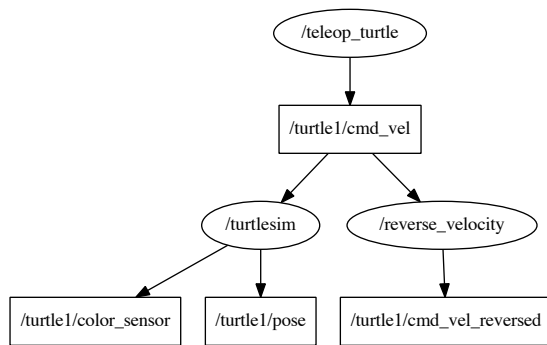 /teleop_turtle
/turtle1/cmd_vel
/turtlesim
/reverse_velocity
/turtle1/color_sensor
/turtle1/pose
/turtle1/cmd_vel_reversed